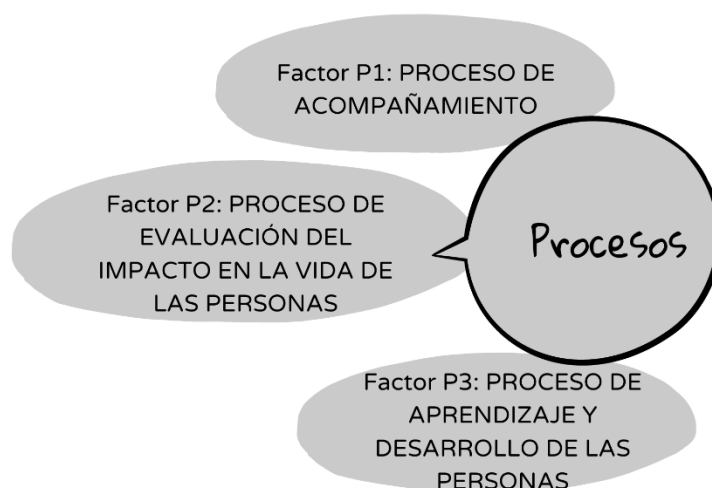 Factor P1: PROCESO DE
ACOMPAÑAMIENTO
Factor P2: PROCESO DE
EVALUACIÓN DEL
IMPACTO EN LA VIDA DE
LAS PERSONAS
Procesos
Factor P3: PROCESO DE
APRENDIZAJE Y
DESARROLLO DE LAS
PERSONAS